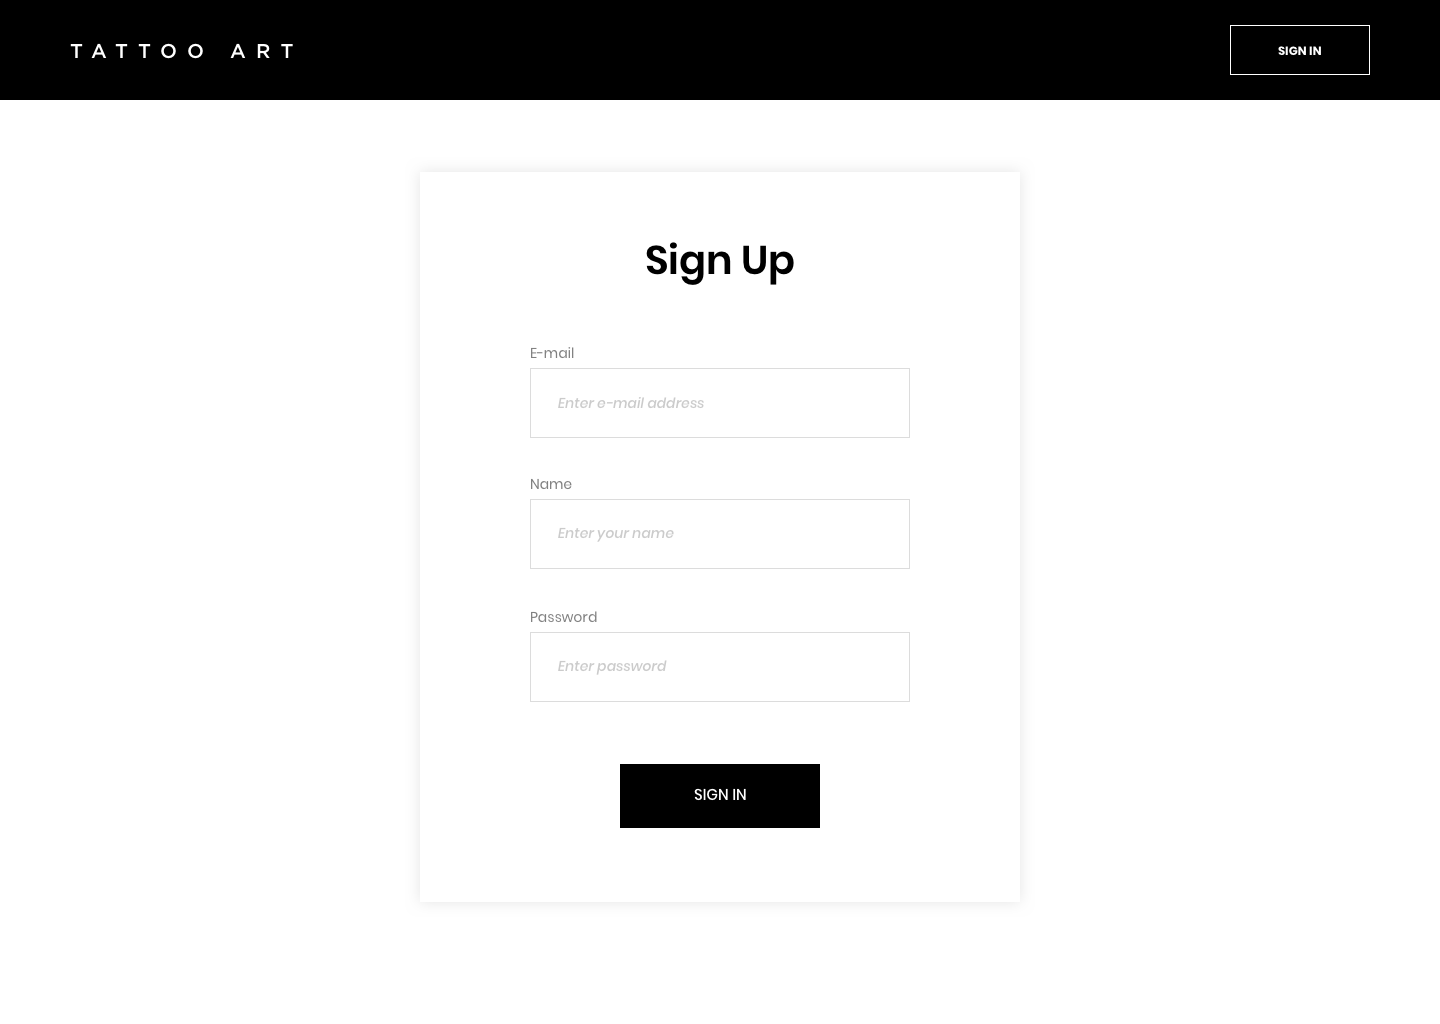 TATTOO ART
SIGN IN
Sign Up
E-mail
Enter e-mail address
Name
Enter your name
Password
Enter password
SIGN IN